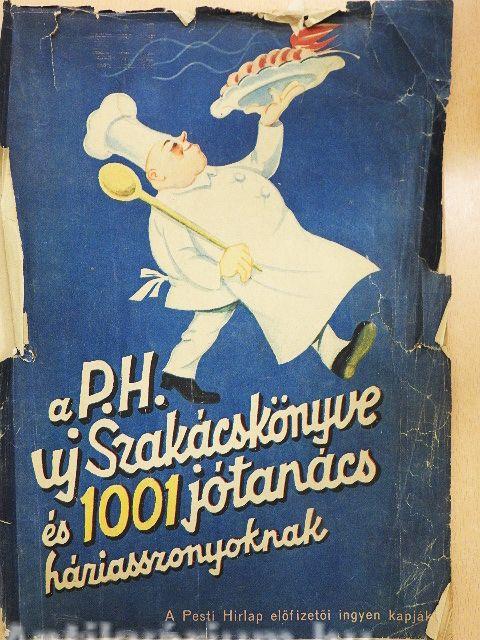 a P.H.
uj Szakácskönyve
és 1001 jótanács
háziasszonyoknak
A Pesti Hirlap előfizetői ingyen kapják